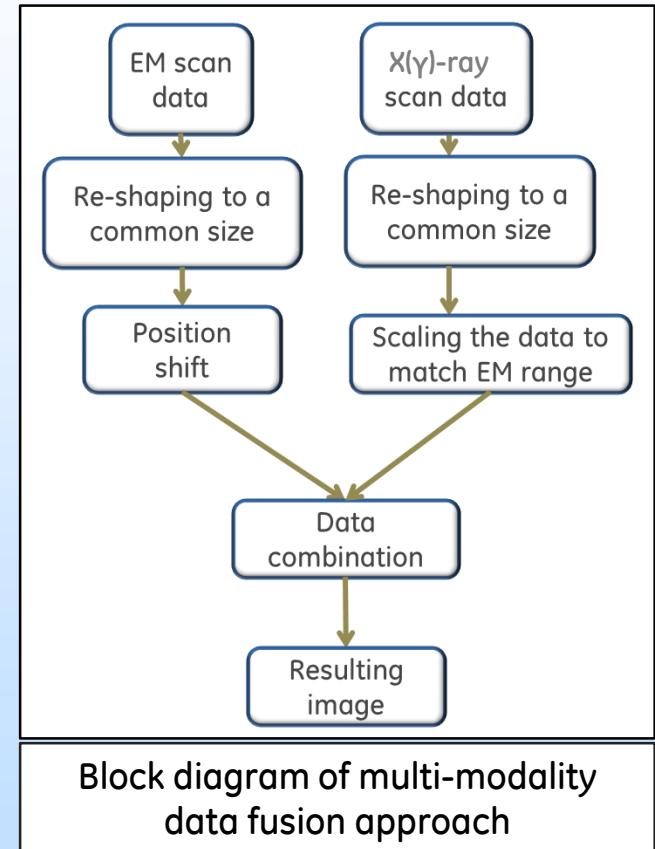 EM scan
data
X(γ)-ray
scan data
Re-shaping to a
common size
Re-shaping to a
common size
Position
shift
Scaling the data to
match EM range
Data
combination
Resulting
image
Block diagram of multi-modality
data fusion approach